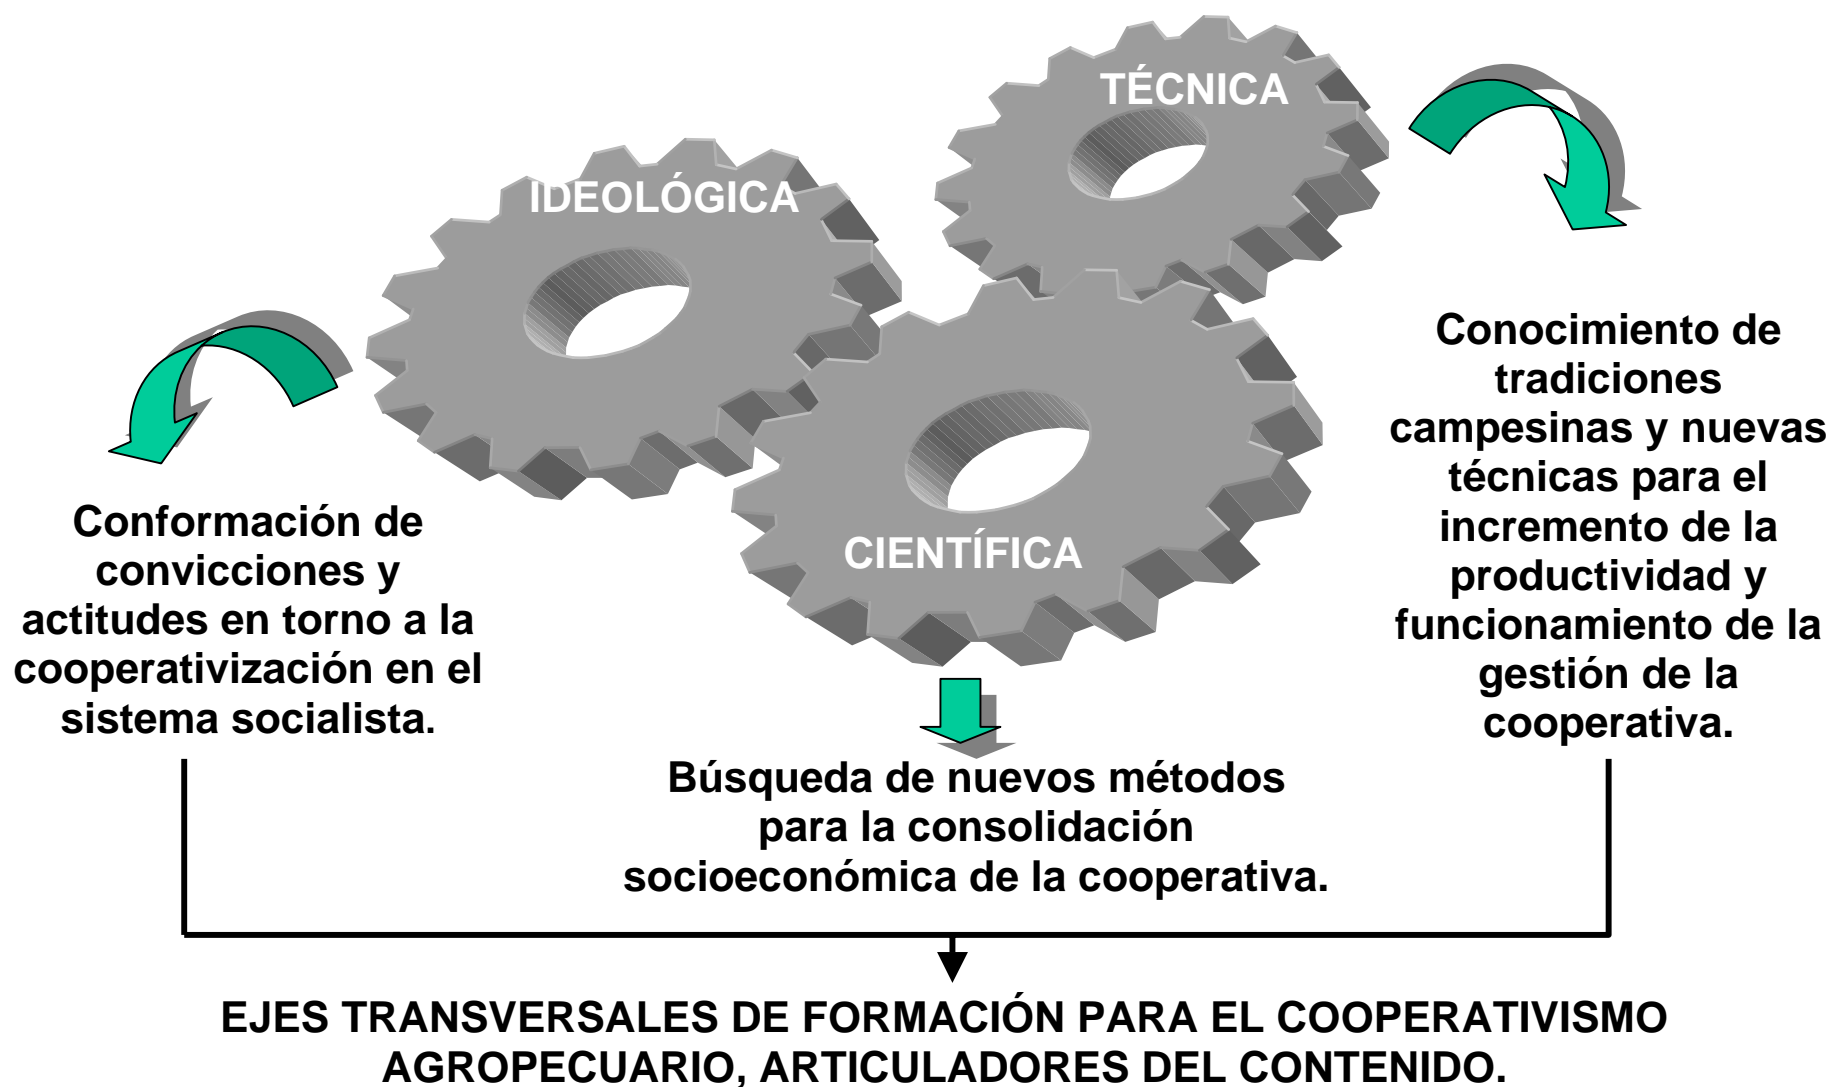 TÉCNICA
IDEOLÓGICA
CIENTÍFICA
Conformación de
convicciones y
actitudes en torno a la
cooperativización en el
sistema socialista.
Búsqueda de nuevos métodos
para la consolidación
socioeconómica de la cooperativa.
Conocimiento de
tradiciones
campesinas y nuevas
técnicas para el
incremento de la
productividad y
funcionamiento de la
gestión de la
cooperativa.
EJES TRANSVERSALES DE FORMACIÓN PARA EL COOPERATIVISMO
AGROPECUARIO, ARTICULADORES DEL CONTENIDO.